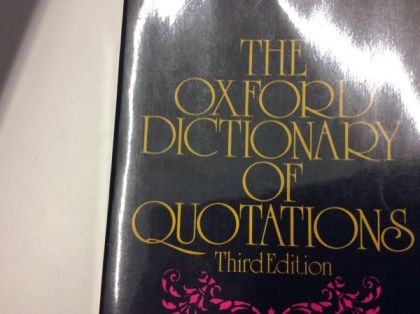 THE
OXFORD
DICTIONARY
OF
QUOTATIONS
Third Edition